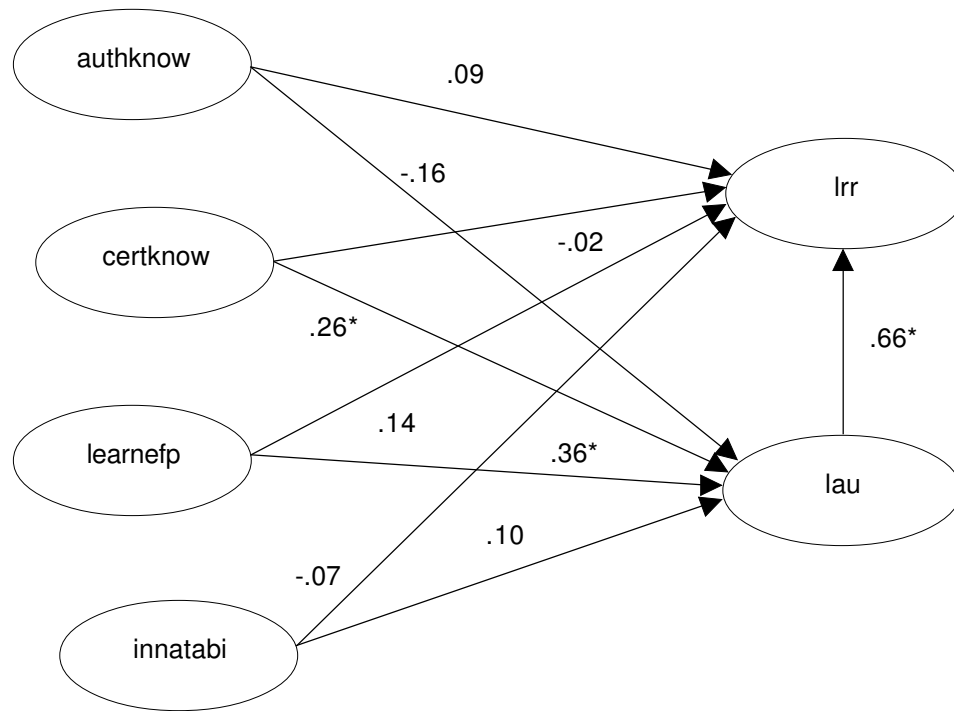 authknow
.09
-.16
lrr
certknow
-.02
.26*
.66*
learnefp
.14
.36*
lau
.10
-.07
innatabi